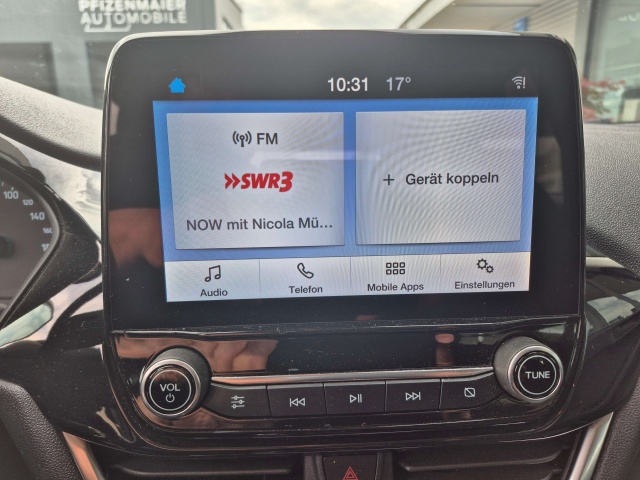 PFIZENMAIER
AUTOMOBILE
10:31 17°
FM
SWR3
NOW mit Nicola Mü...
+ Gerät koppeln
Audio
Telefon
Mobile Apps
Einstellungen
VOL
TUNE
100
140